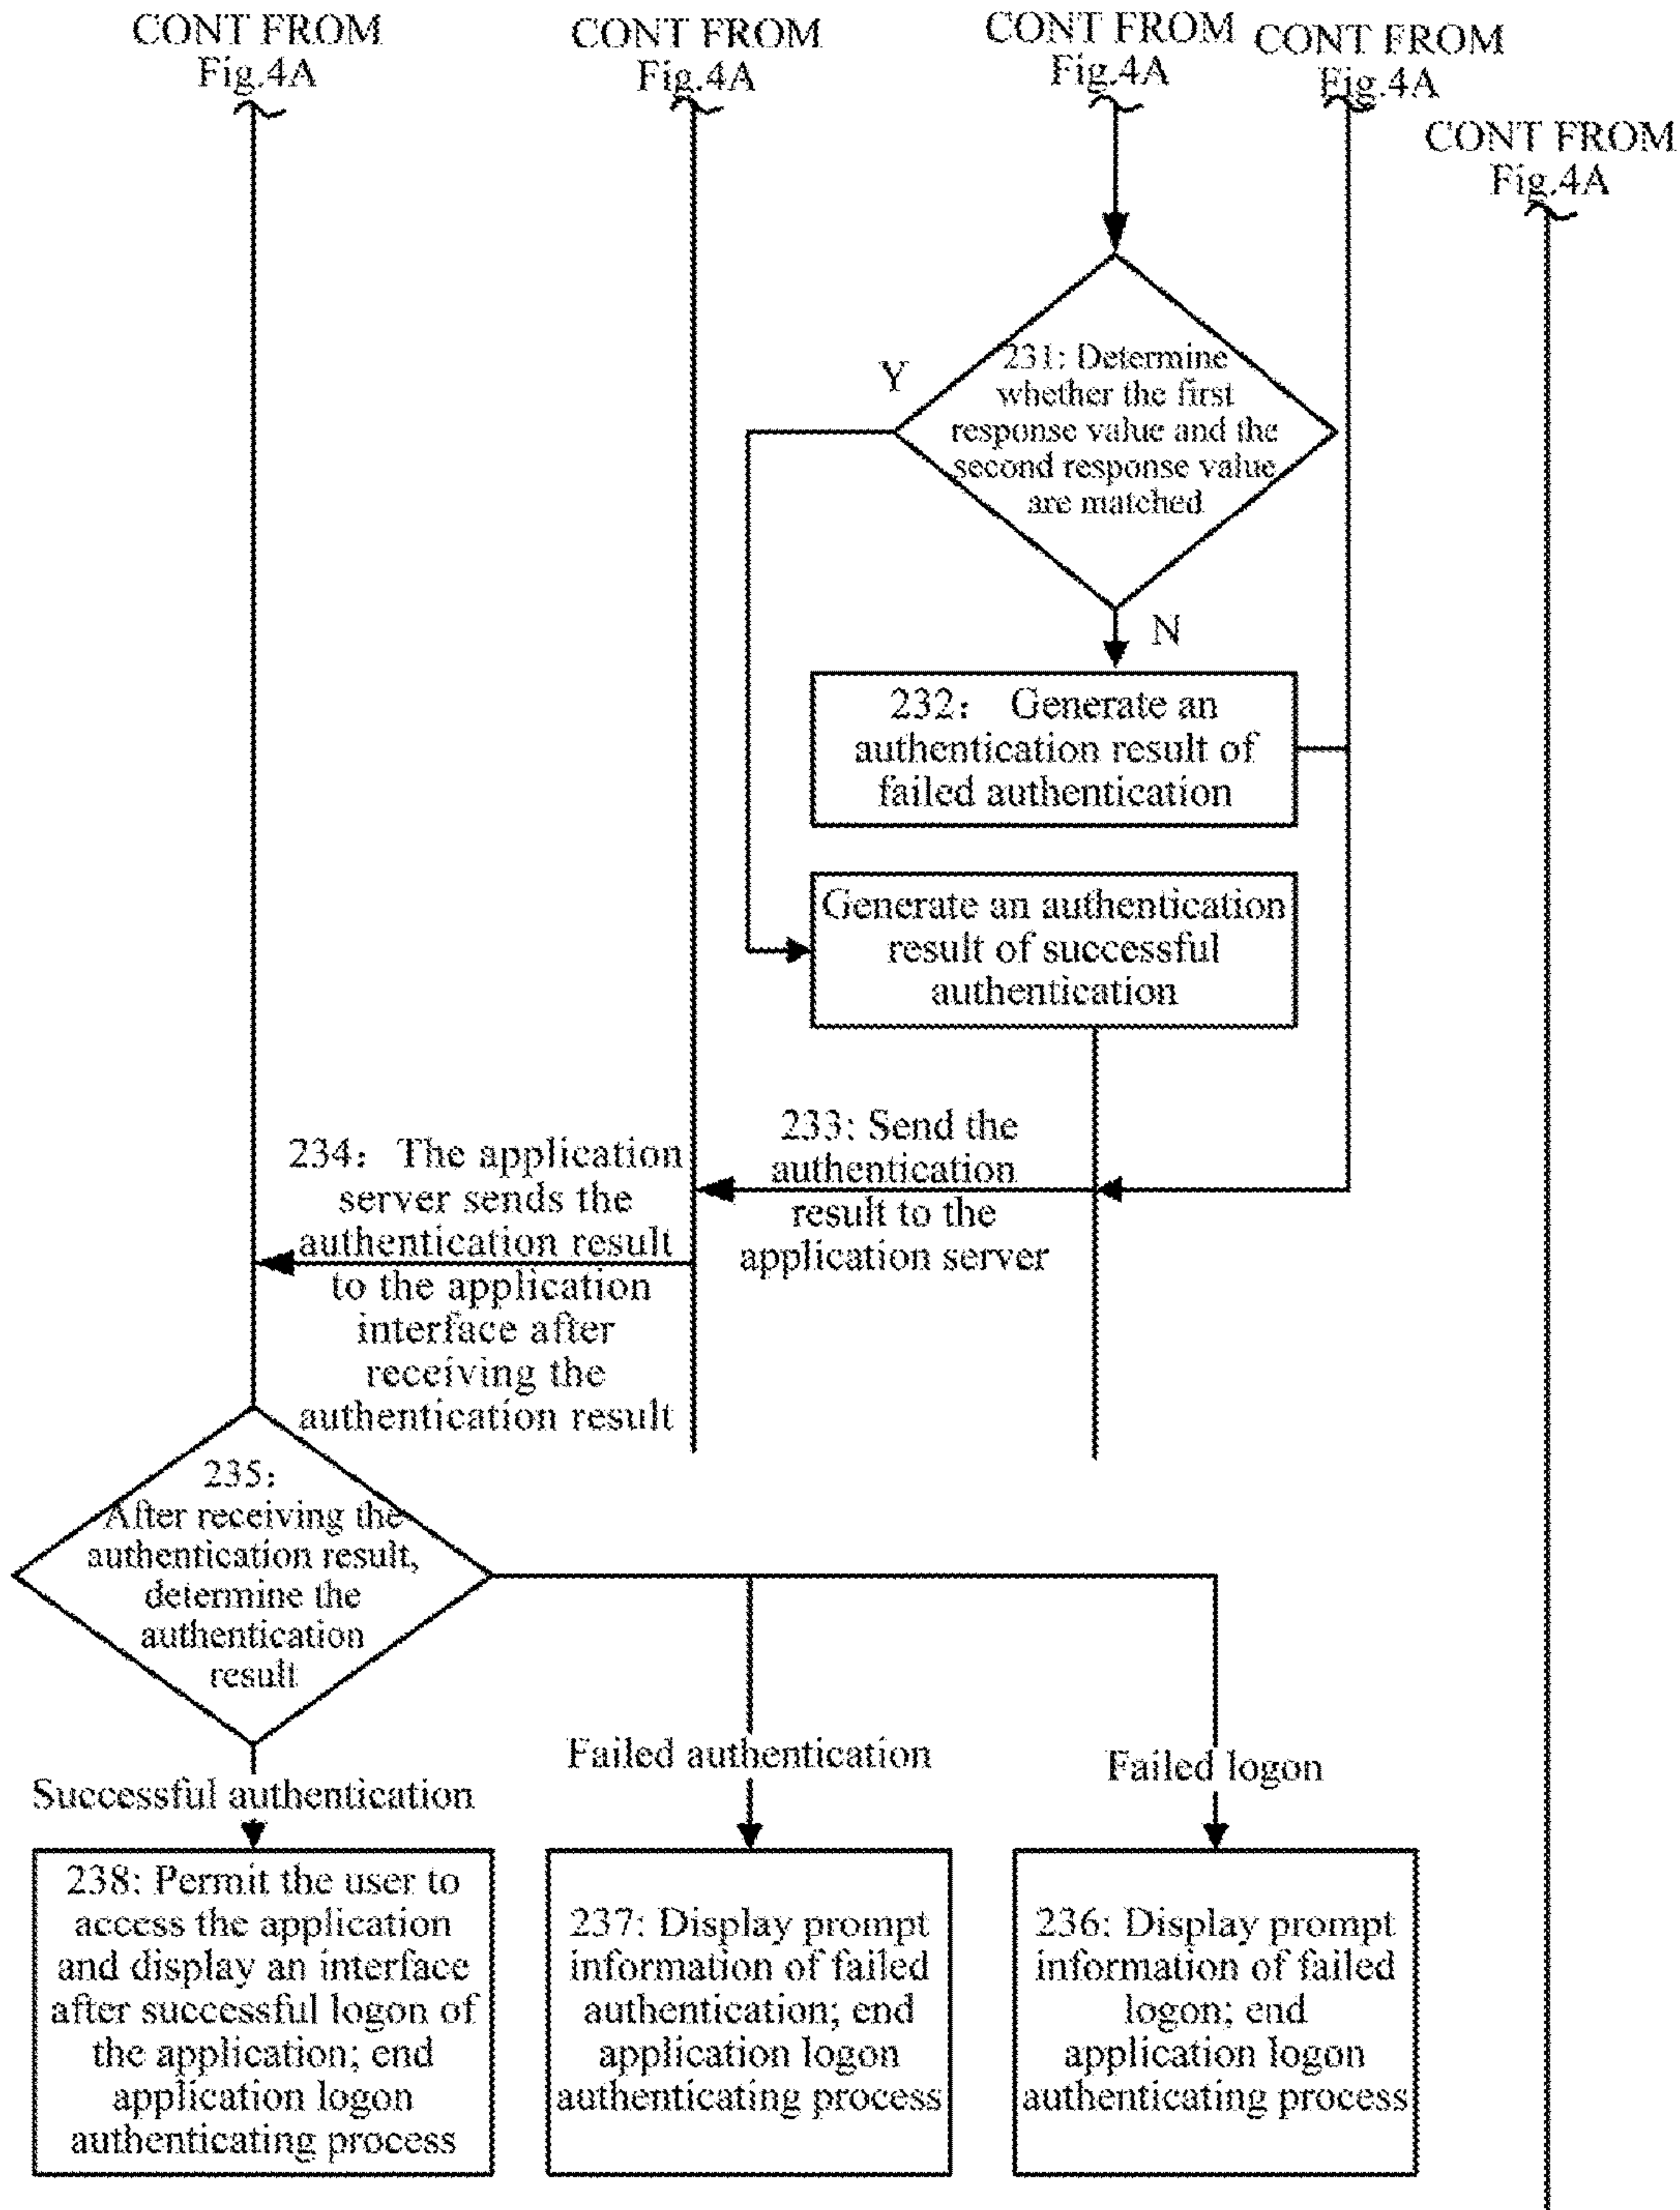 CONT FROM
Fig.4A
CONT FROM
Fig.4A
CONT FROM
Fig.4A
CONT FROM
Fig.4A
CONT FROM
Fig.4A
Y
231: Determine
whether the first
response value and the
second response value
are matched
N
232： Generate an
authentication result of
failed authentication
Generate an authentication
result of successful
authentication
233: Send the
authentication
result to the
application server
234： The application
server sends the
authentication result
to the application
interface after
receiving the
authentication result
235：
After receiving the
authentication result,
determine the
authentication
result
Successful authentication
Failed authentication
Failed logon
238: Permit the user to
access the application
and display an interface
after successful logon of
the application; end
application logon
authenticating process
237: Display prompt
information of failed
authentication; end
application logon
authenticating process
236: Display prompt
information of failed
logon; end
application logon
authenticating process